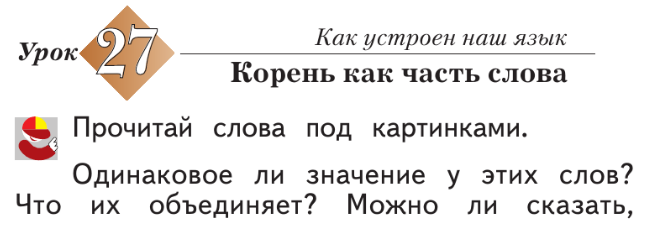 Урок 27
Как устроен наш язык
Корень как часть слова
Прочитай слова под картинками.
Одинаковое ли значение у этих слов?
Что их объединяет? Можно ли сказать,